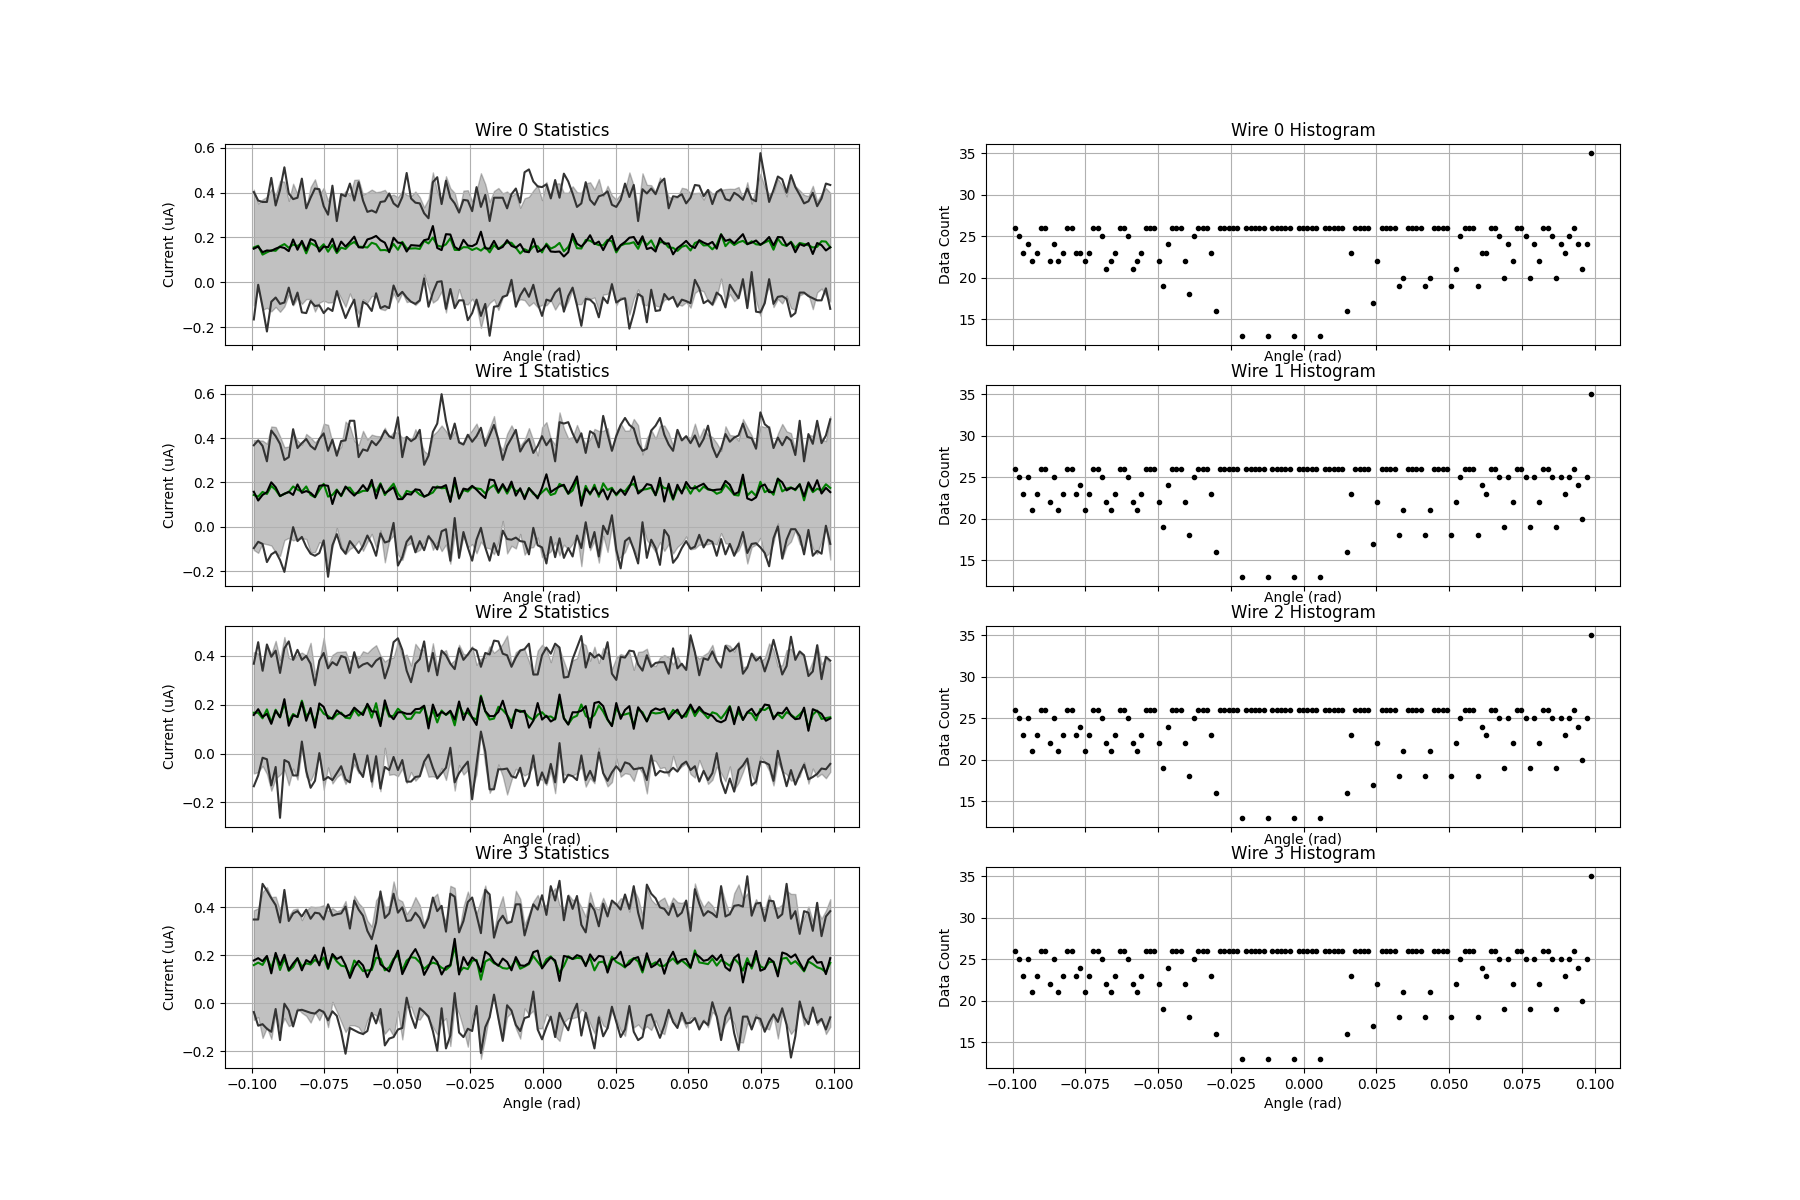 Wire 0 Statistics
Wire 0 Histogram
0.6
0.4
0.2
0.0
−0.2
Current (uA)
Angle (rad)
35
30
25
20
15
Data Count
Angle (rad)
Wire 1 Statistics
Wire 1 Histogram
0.6
0.4
0.2
0.0
−0.2
Current (uA)
Angle (rad)
35
30
25
20
15
Data Count
Angle (rad)
Wire 2 Statistics
Wire 2 Histogram
0.4
0.2
0.0
−0.2
Current (uA)
Angle (rad)
35
30
25
20
15
Data Count
Angle (rad)
Wire 3 Statistics
Wire 3 Histogram
0.4
0.2
0.0
−0.2
Current (uA)
−0.100 −0.075 −0.050 −0.025 0.000 0.025 0.050 0.075 0.100
Angle (rad)
35
30
25
20
15
Data Count
−0.100 −0.075 −0.050 −0.025 0.000 0.025 0.050 0.075 0.100
Angle (rad)